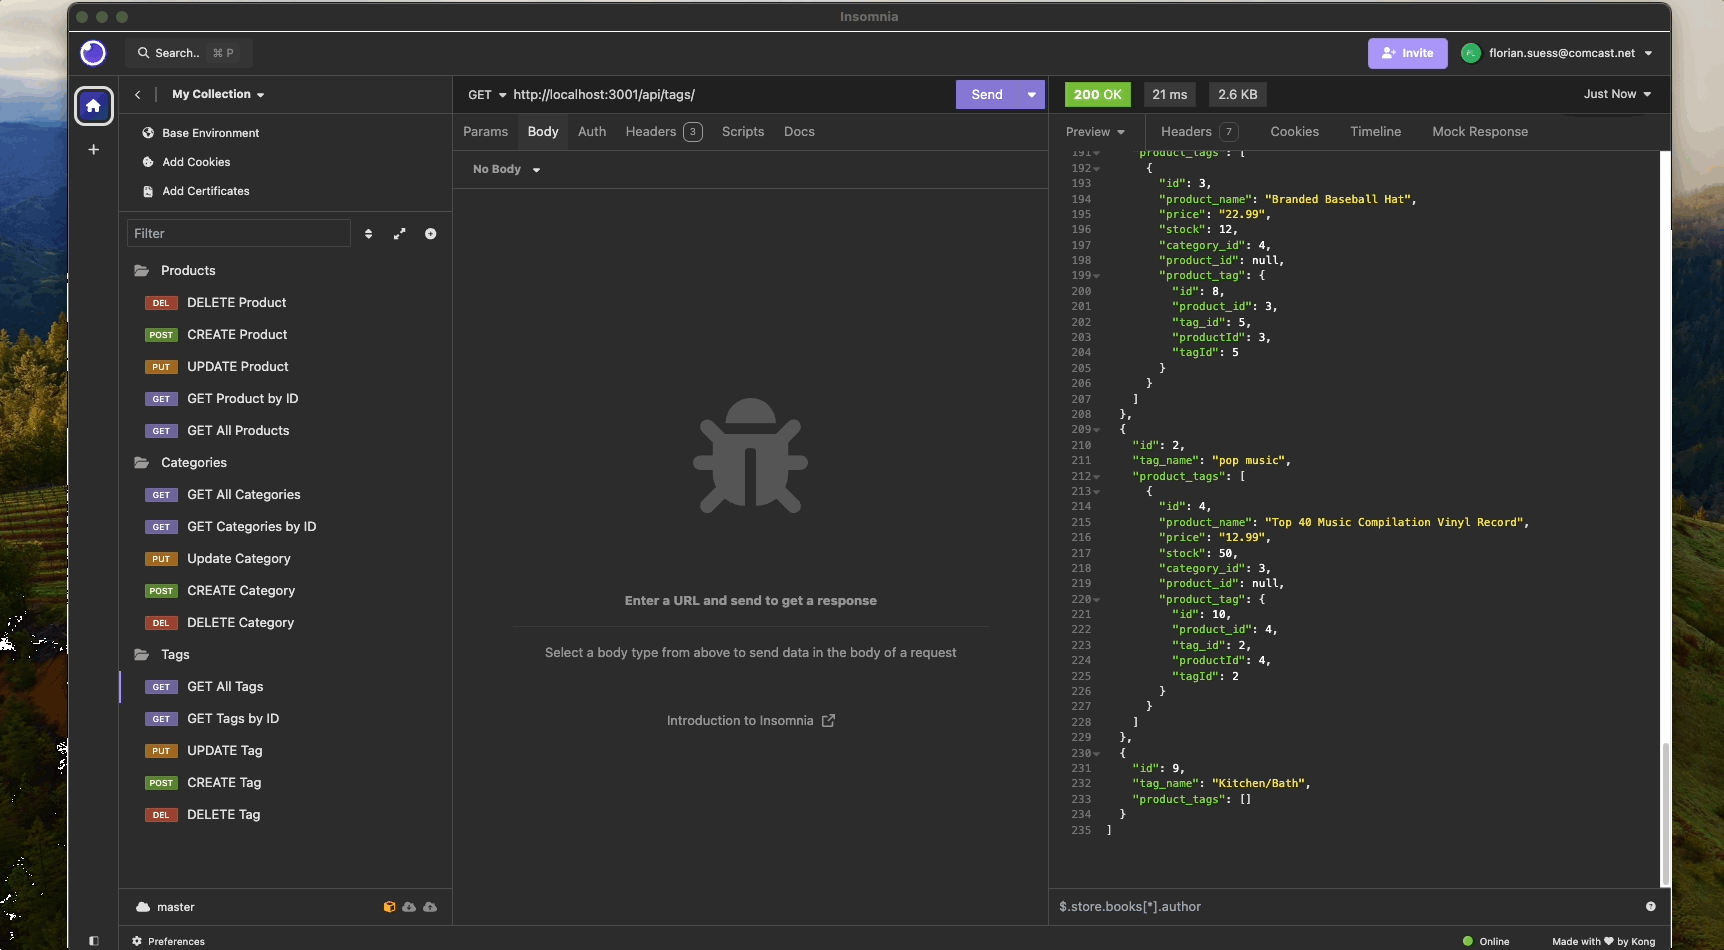 Insomnia
Search.. ⌘ P
Invite
FL florian.suess@comcast.net
My Collection
Base Environment
Add Cookies
Add Certificates
Filter
Products
DEL DELETE Product
POST CREATE Product
PUT UPDATE Product
GET GET Product by ID
GET GET All Products
Categories
GET GET All Categories
GET GET Categories by ID
PUT Update Category
POST CREATE Category
DEL DELETE Category
Tags
GET GET All Tags
GET GET Tags by ID
PUT UPDATE Tag
POST CREATE Tag
DEL DELETE Tag
master
Preferences
GET http://localhost:3001/api/tags/ Send
Params Body Auth Headers 3 Scripts Docs
No Body
Enter a URL and send to get a response
Select a body type from above to send data in the body of a request
Introduction to Insomnia
200 OK 21 ms 2.6 KB Just Now
Preview Headers 7 Cookies Timeline Mock Response
191 "product_tags": [
192 {
193 "id": 3,
194 "product_name": "Branded Baseball Hat",
195 "price": "22.99",
196 "stock": 12,
197 "category_id": 4,
198 "product_id": null,
199 "product_tag": {
200 "id": 8,
201 "product_id": 3,
202 "tag_id": 5,
203 "productId": 3,
204 "tagId": 5
205 }
206 }
207 ]
208 },
209 {
210 "id": 2,
211 "tag_name": "pop music",
212 "product_tags": [
213 {
214 "id": 4,
215 "product_name": "Top 40 Music Compilation Vinyl Record",
216 "price": "12.99",
217 "stock": 50,
218 "category_id": 3,
219 "product_id": null,
220 "product_tag": {
221 "id": 10,
222 "product_id": 4,
223 "tag_id": 2,
224 "productId": 4,
225 "tagId": 2
226 }
227 }
228 ]
229 },
230 {
231 "id": 9,
232 "tag_name": "Kitchen/Bath",
233 "product_tags": []
234 }
235 ]
$.store.books[*].author
Online Made with ♥ by Kong